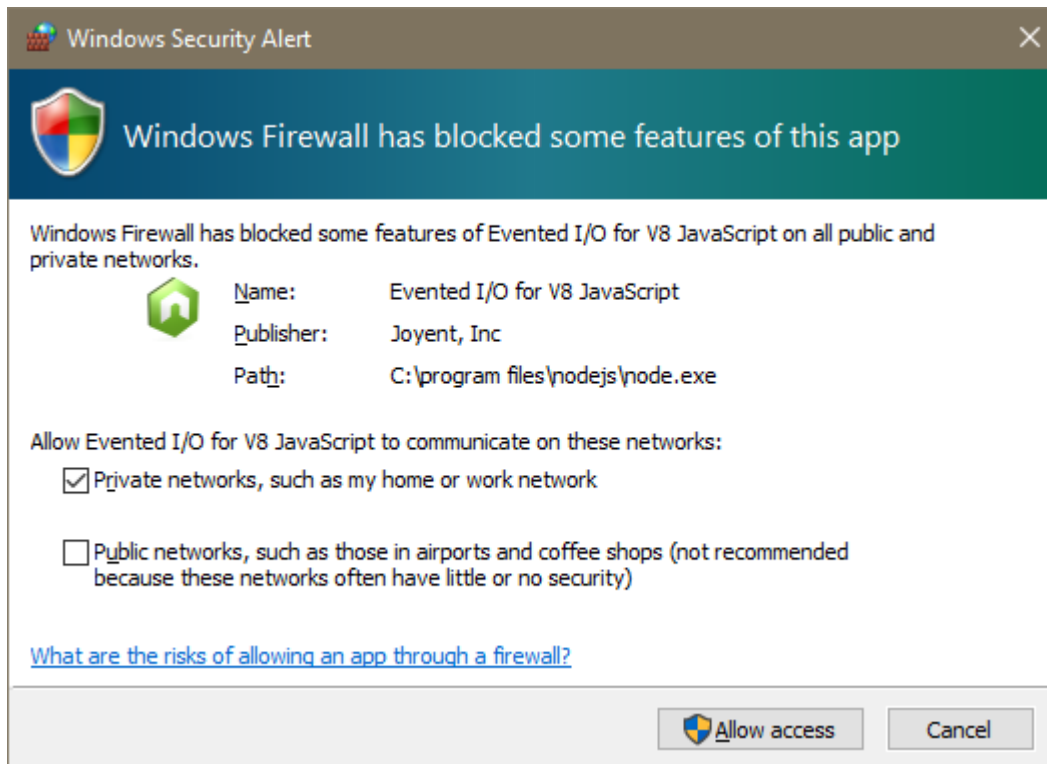 Windows Security Alert
Windows Firewall has blocked some features of this app
Windows Firewall has blocked some features of Evented I/O for V8 JavaScript on all public and
private networks.
Name: Evented I/O for V8 JavaScript
Publisher: Joyent, Inc
Path: C:\program files\nodejs\node.exe
Allow Evented I/O for V8 JavaScript to communicate on these networks:
Private networks, such as my home or work network
Public networks, such as those in airports and coffee shops (not recommended
because these networks often have little or no security)
What are the risks of allowing an app through a firewall?
Allow access Cancel